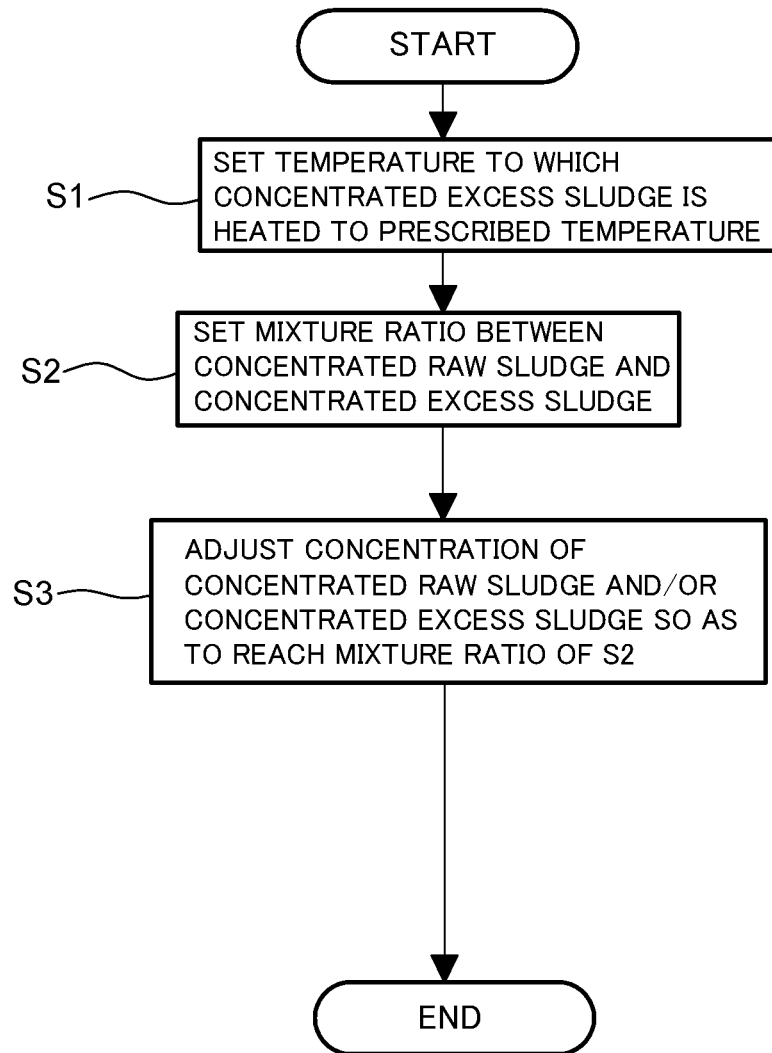 START
S1
SET TEMPERATURE TO WHICH
CONCENTRATED EXCESS SLUDGE IS
HEATED TO PRESCRIBED TEMPERATURE
S2
SET MIXTURE RATIO BETWEEN
CONCENTRATED RAW SLUDGE AND
CONCENTRATED EXCESS SLUDGE
S3
ADJUST CONCENTRATION OF
CONCENTRATED RAW SLUDGE AND/OR
CONCENTRATED EXCESS SLUDGE SO AS
TO REACH MIXTURE RATIO OF S2
END